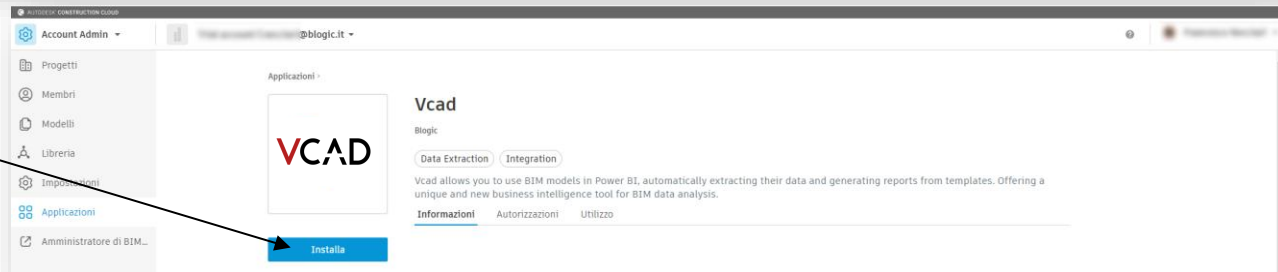 AUTODESK CONSTRUCTION CLOUD
Account Admin
@blogic.it
Progetti
Membri
Modelli
Libreria
Impostazioni
Applicazioni
Amministratore di BIM...
Applicazioni >
VCAD
Installa
Vcad
Blogic
Data Extraction Integration
Vcad allows you to use BIM models in Power BI, automatically extracting their data and generating reports from templates. Offering a
unique and new business intelligence tool for BIM data analysis.
Informazioni Autorizzazioni Utilizzo